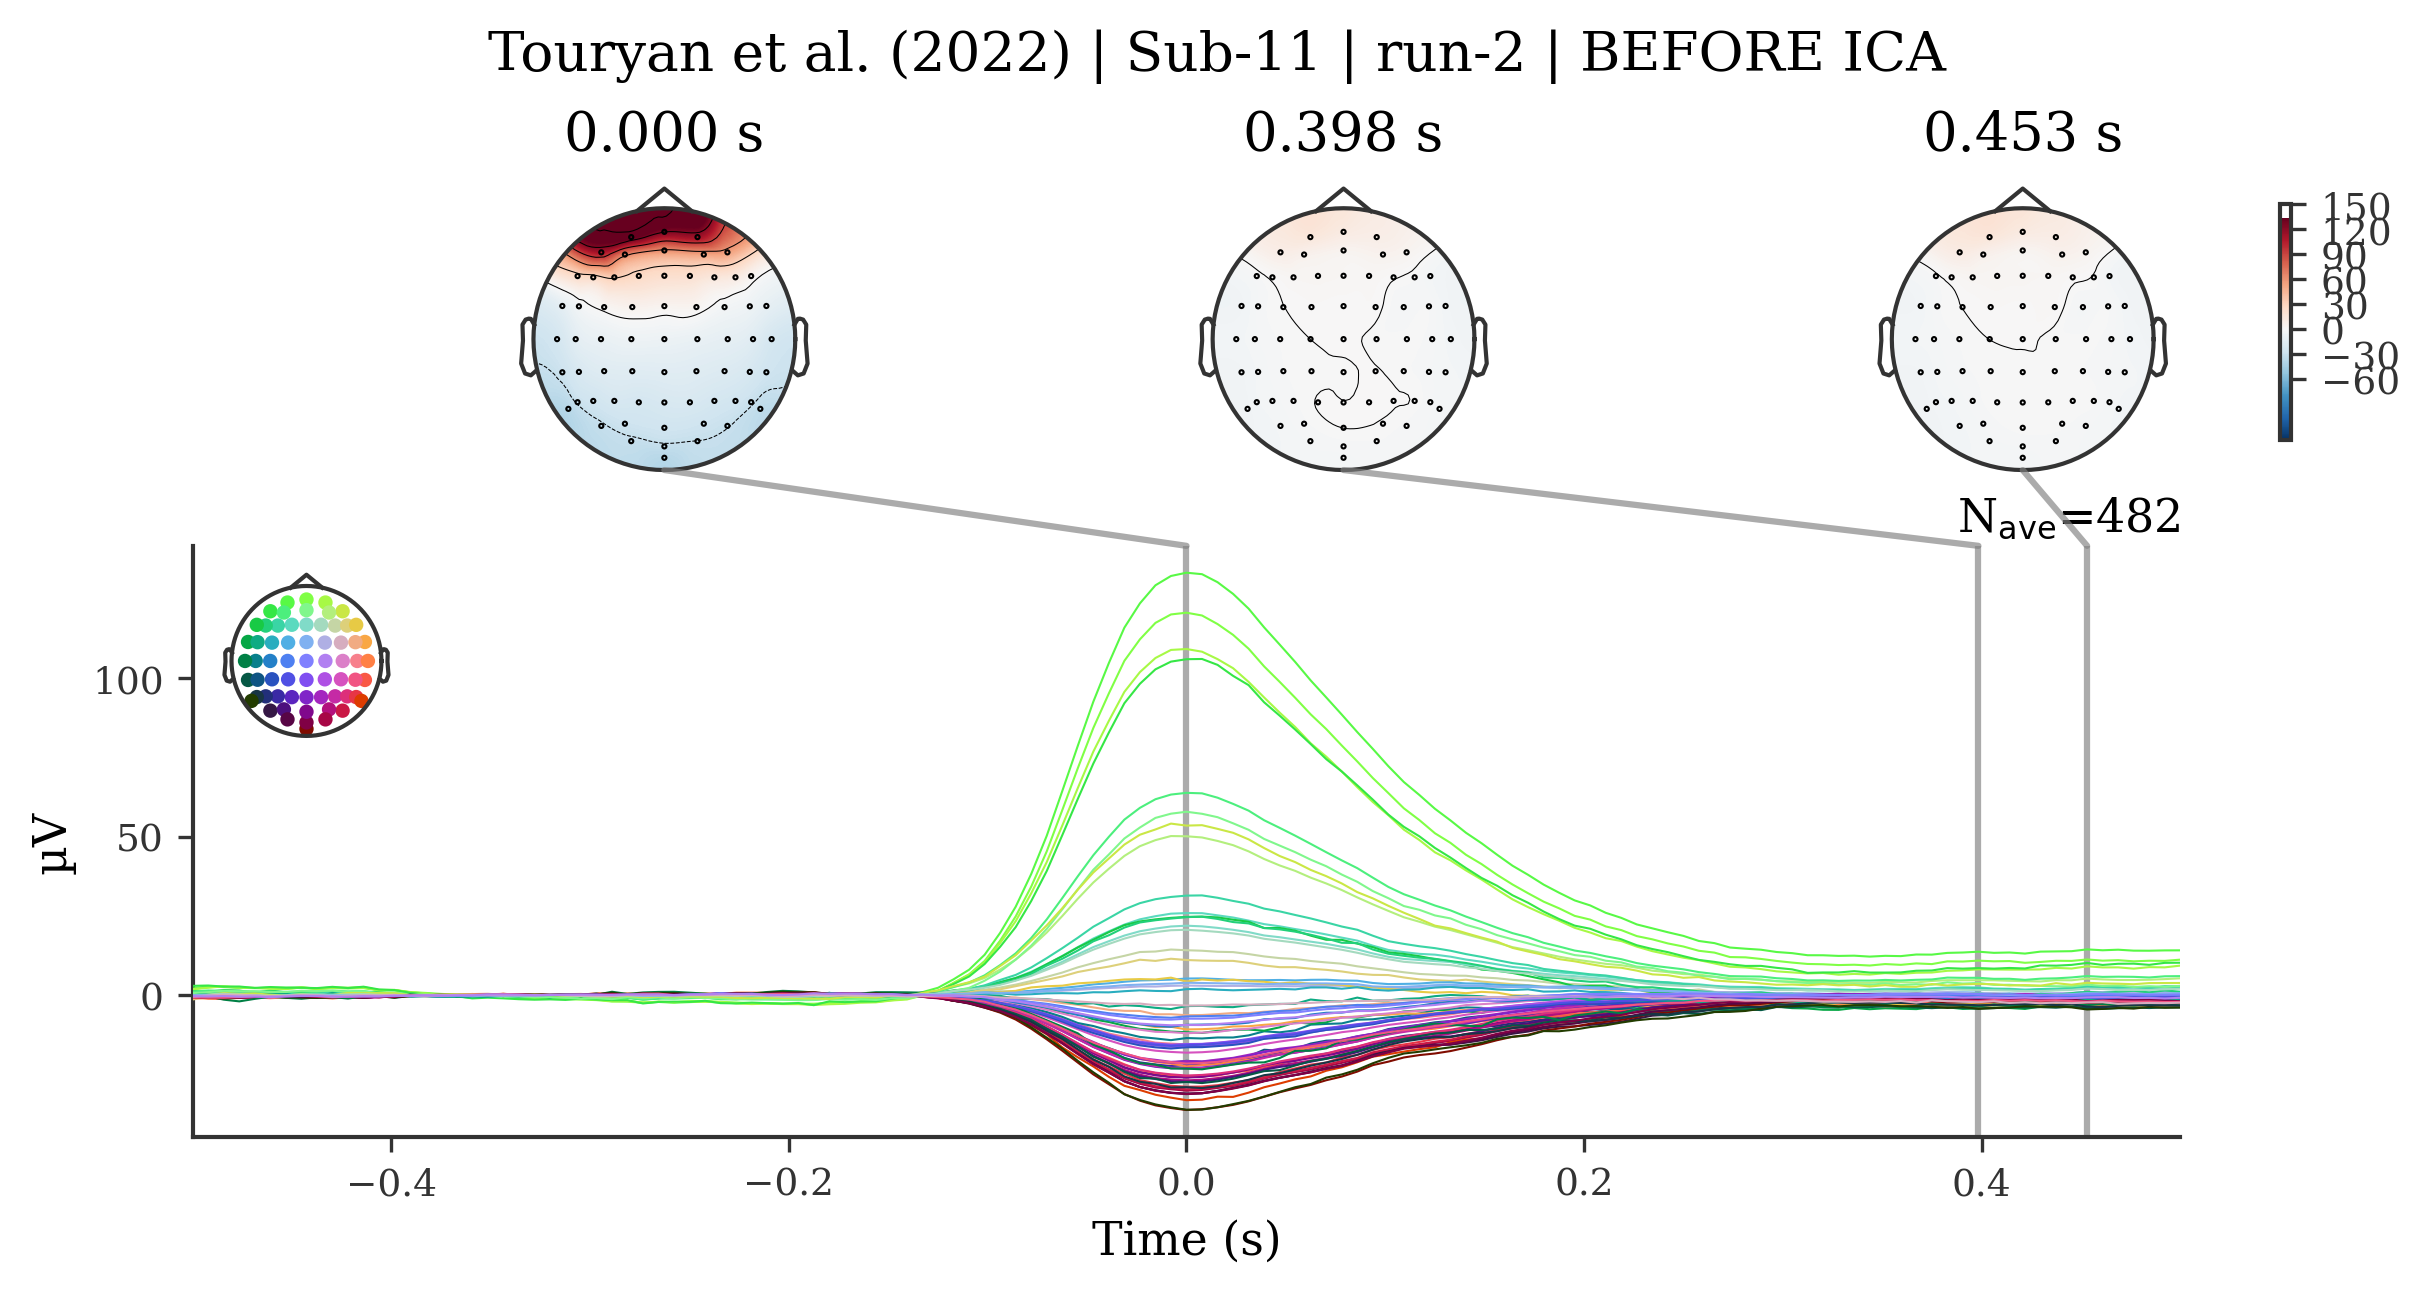 Touryan et al. (2022) | Sub-11 | run-2 | BEFORE ICA
0.000 s
0.398 s
0.453 s
150
120
90
60
30
0
−30
−60
Nave=482
100
50
0
µV
−0.4
−0.2
0.0
0.2
0.4
Time (s)